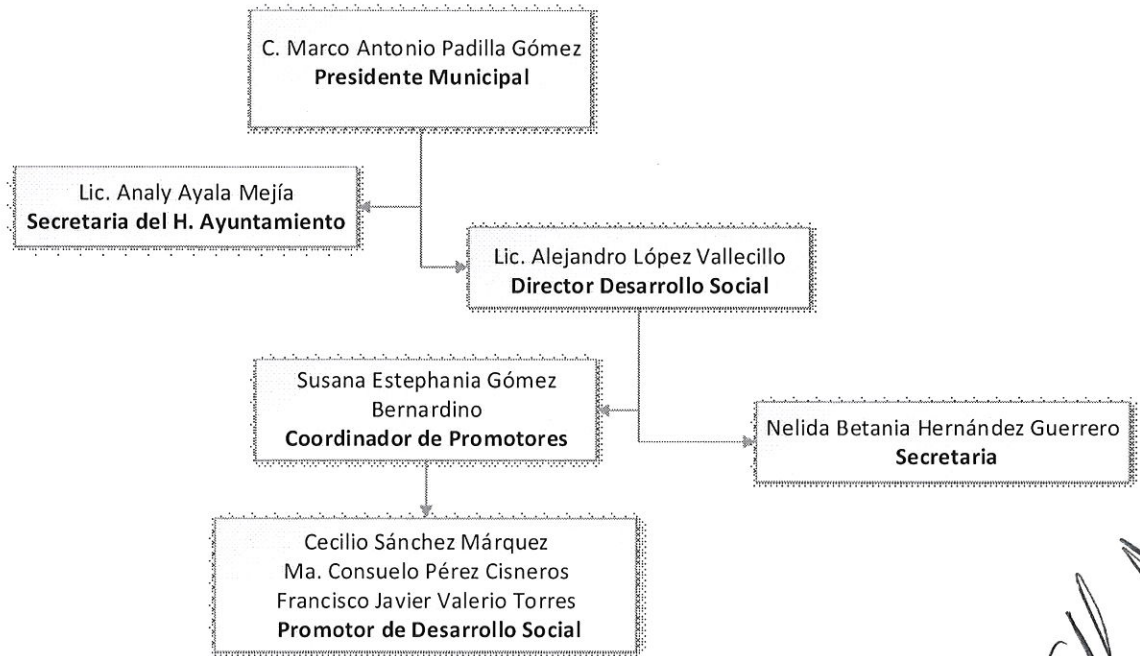 C. Marco Antonio Padilla Gómez
Presidente Municipal
Lic. Analy Ayala Mejía
Secretaria del H. Ayuntamiento
Lic. Alejandro López Vallecillo
Director Desarrollo Social
Susana Estephania Gómez
Bernardino
Coordinador de Promotores
Nelida Betania Hernández Guerrero
Secretaria
Cecilio Sánchez Márquez
Ma. Consuelo Pérez Cisneros
Francisco Javier Valerio Torres
Promotor de Desarrollo Social